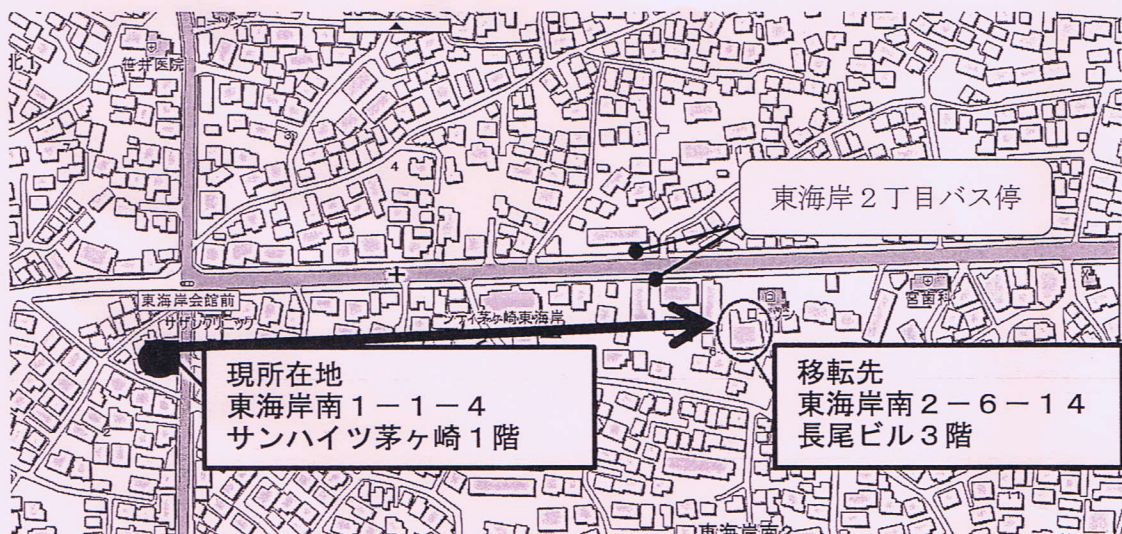 笹井医院
4
東海岸2丁目バス停
東海岸会館前
サザンクリニック
茅ヶ崎東海岸
宮歯科
現所在地
東海岸南1-1-4
サンハイツ茅ヶ崎1階
移転先
東海岸南2-6-14
長尾ビル3階
2
東海岸南2